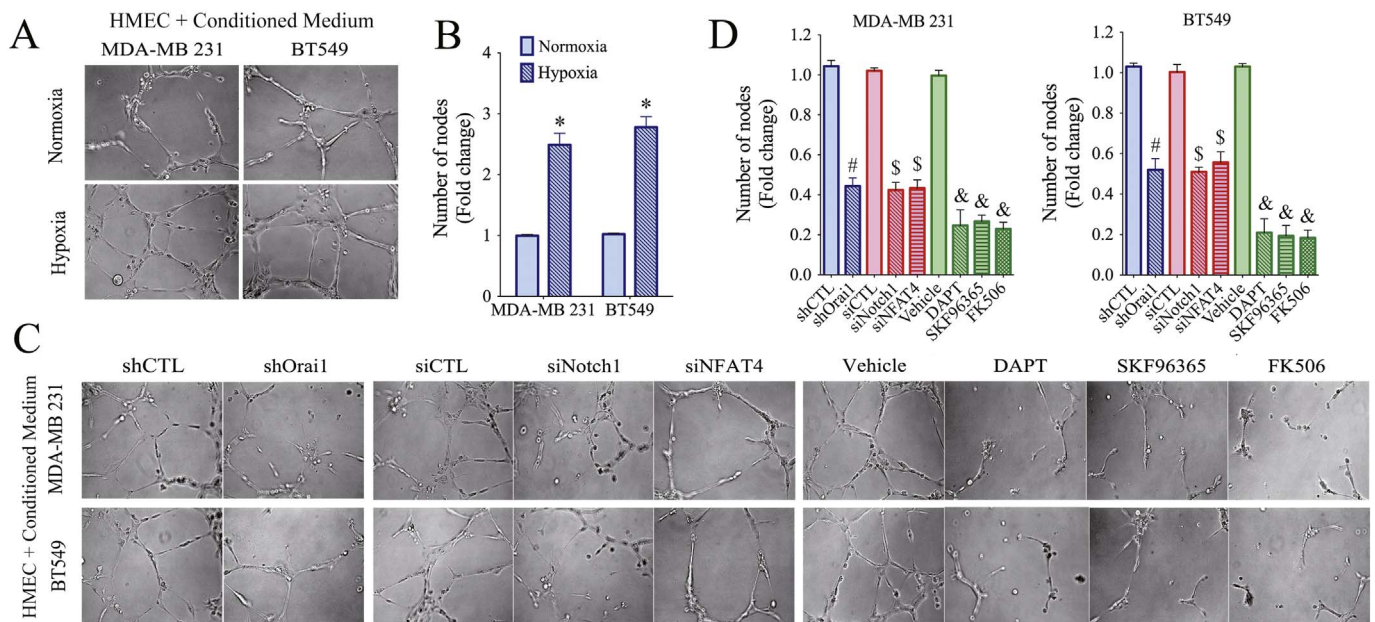 A
HMEC + Conditioned Medium
MDA-MB 231 BT549
Normoxia
Hypoxia
B
Normoxia
Hypoxia
Number of nodes
(Fold change)
4
3
2
1
0
*
*
MDA-MB 231 BT549
D
MDA-MB 231
Number of nodes
(Fold change)
1.2
1.0
0.8
0.6
0.4
0.2
0.0
# $ $ & & &
shCTL
shOrai1
siCTL
siNotch1
siNFAT4
Vehicle
DAPT
SKF96365
FK506
BT549
Number of nodes
(Fold change)
1.2
1.0
0.8
0.6
0.4
0.2
0.0
# $ $ & & &
shCTL
shOrai1
siCTL
siNotch1
siNFAT4
Vehicle
DAPT
SKF96365
FK506
C
shCTL shOrai1 siCTL siNotch1 siNFAT4 Vehicle DAPT SKF96365 FK506
HMEC + Conditioned Medium
MDA-MB 231
BT549